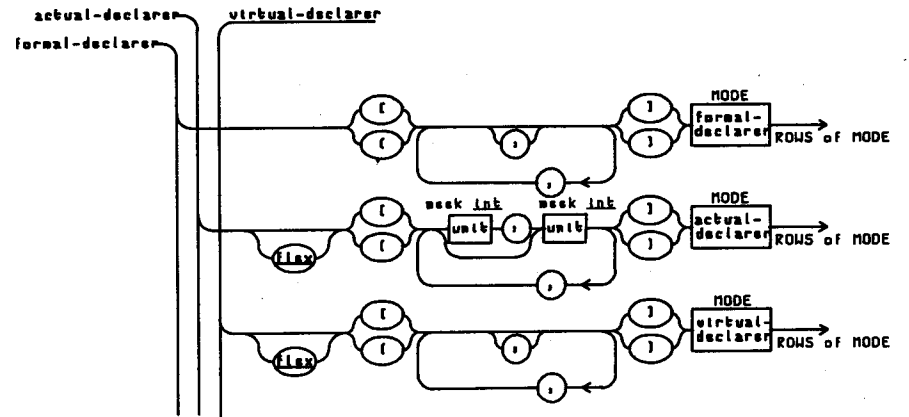 actual-declarer virtual-declarer
formal-declarer
MODE
[ ] formal-declarer
( : ) ROWS of MODE
,
meek int meek int MODE
[ unit : unit ] actual-declarer
flex ( ) ROWS of MODE
,
MODE
[ ] virtual-declarer
flex ( : ) ROWS of MODE
,